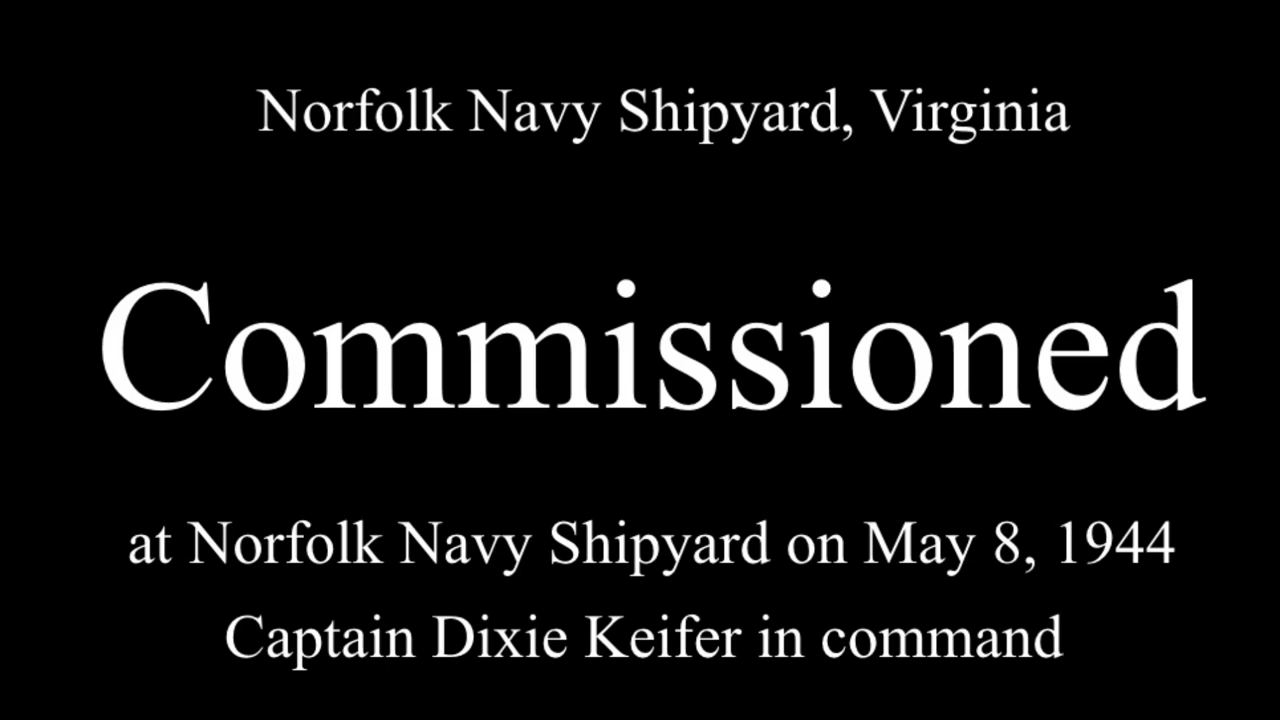 Norfolk Navy Shipyard, Virginia
Commissioned
at Norfolk Navy Shipyard on May 8, 1944
Captain Dixie Keifer in command